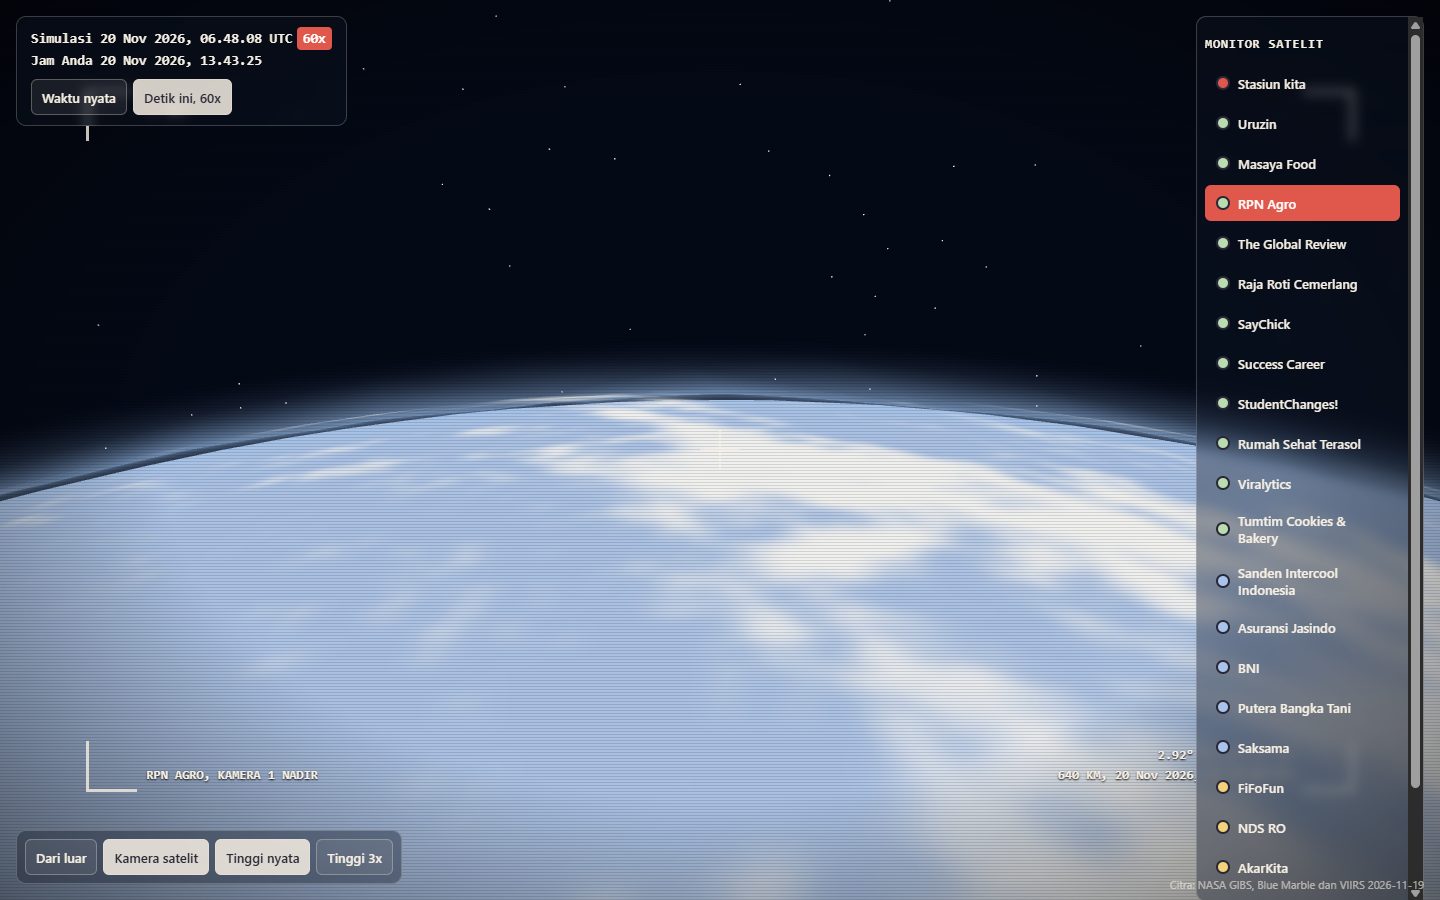 Simulasi 20 Nov 2026, 06.48.08 UTC 60x
Jam Anda 20 Nov 2026, 13.43.25
Waktu nyata
Detik ini, 60x
MONITOR SATELIT
Stasiun kita
Uruzin
Masaya Food
RPN Agro
The Global Review
Raja Roti Cemerlang
SayChick
Success Career
StudentChanges!
Rumah Sehat Terasol
Viralytics
Tumtim Cookies &
Bakery
Sanden Intercool
Indonesia
Asuransi Jasindo
BNI
Putera Bangka Tani
Saksama
FiFoFun
NDS RO
AkarKita
RPN AGRO, KAMERA 1 NADIR
2.92°
640 KM, 20 Nov 2026,
Dari luar
Kamera satelit
Tinggi nyata
Tinggi 3x
Citra: NASA GIBS, Blue Marble dan VIIRS 2026-11-19